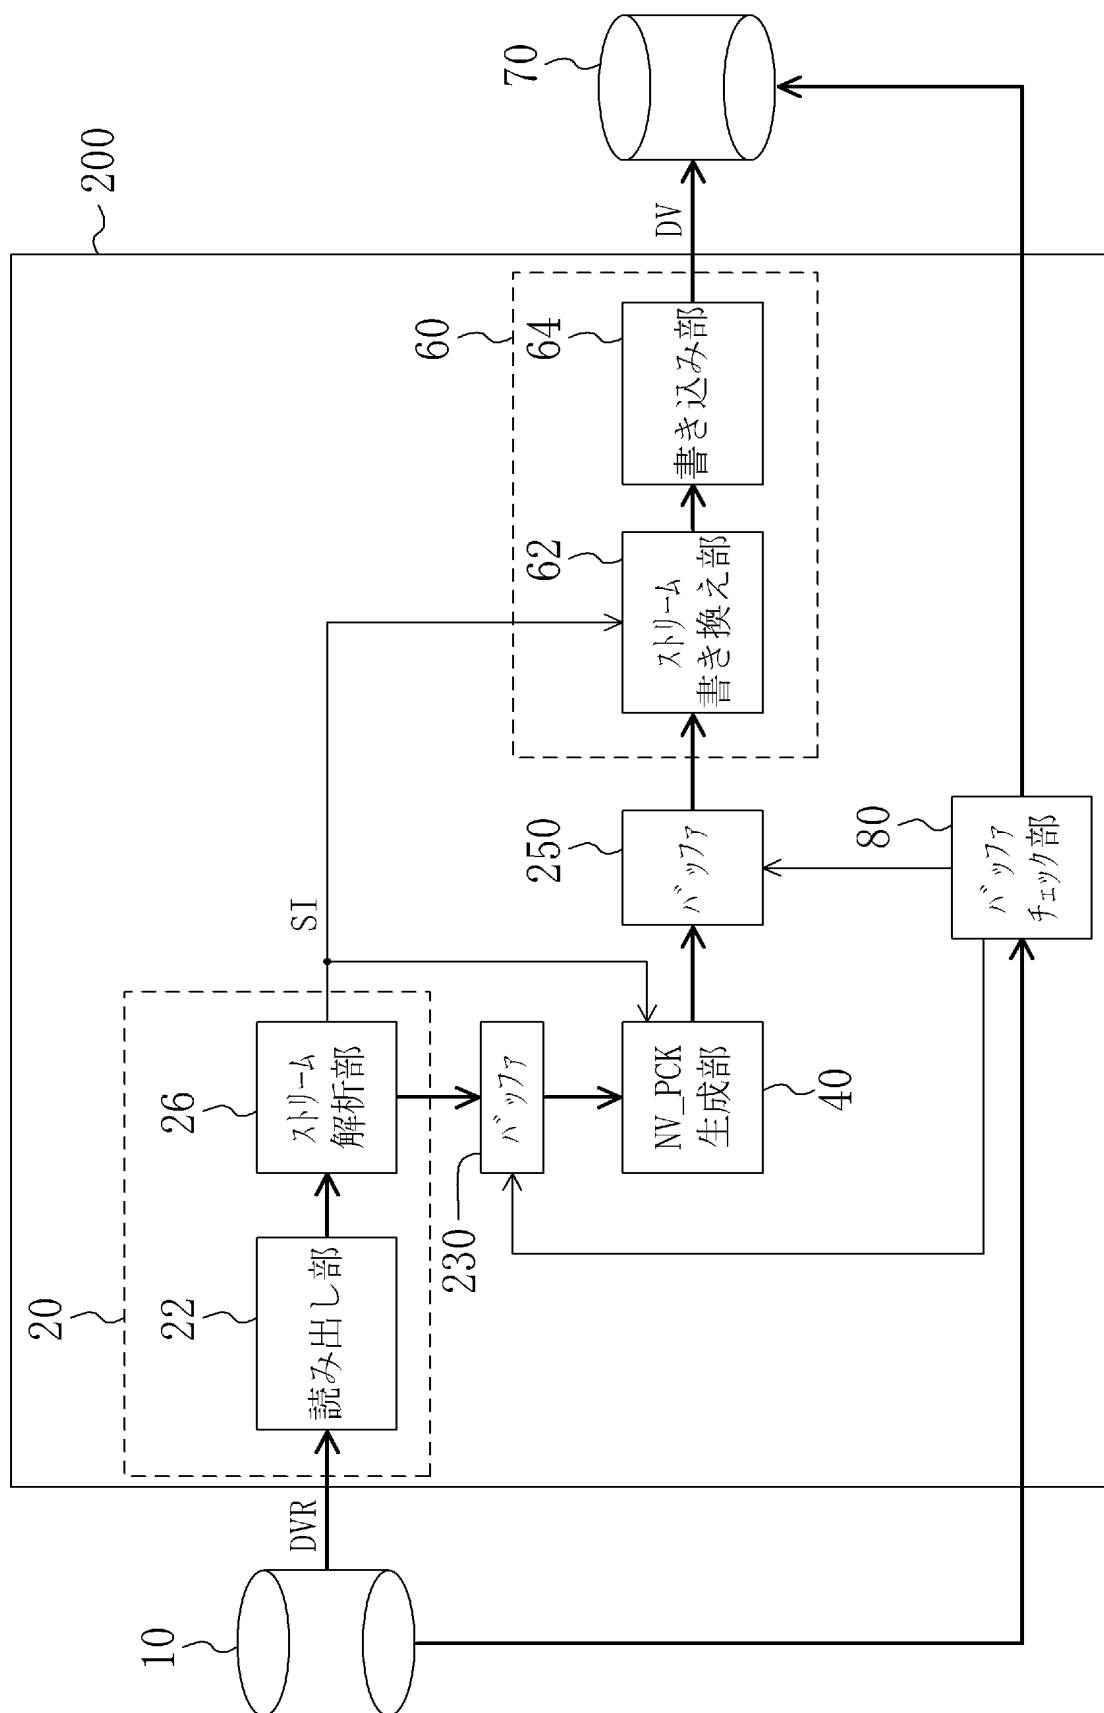 200
10
DVR
20
22
読み出し部
26
ストリーム
解析部
SI
230
バッファ
NV_PCK
生成部
40
250
バッファ
60
62
ストリーム
書き換え部
64
書き込み部
DV
70
80
バッファ
チェック部